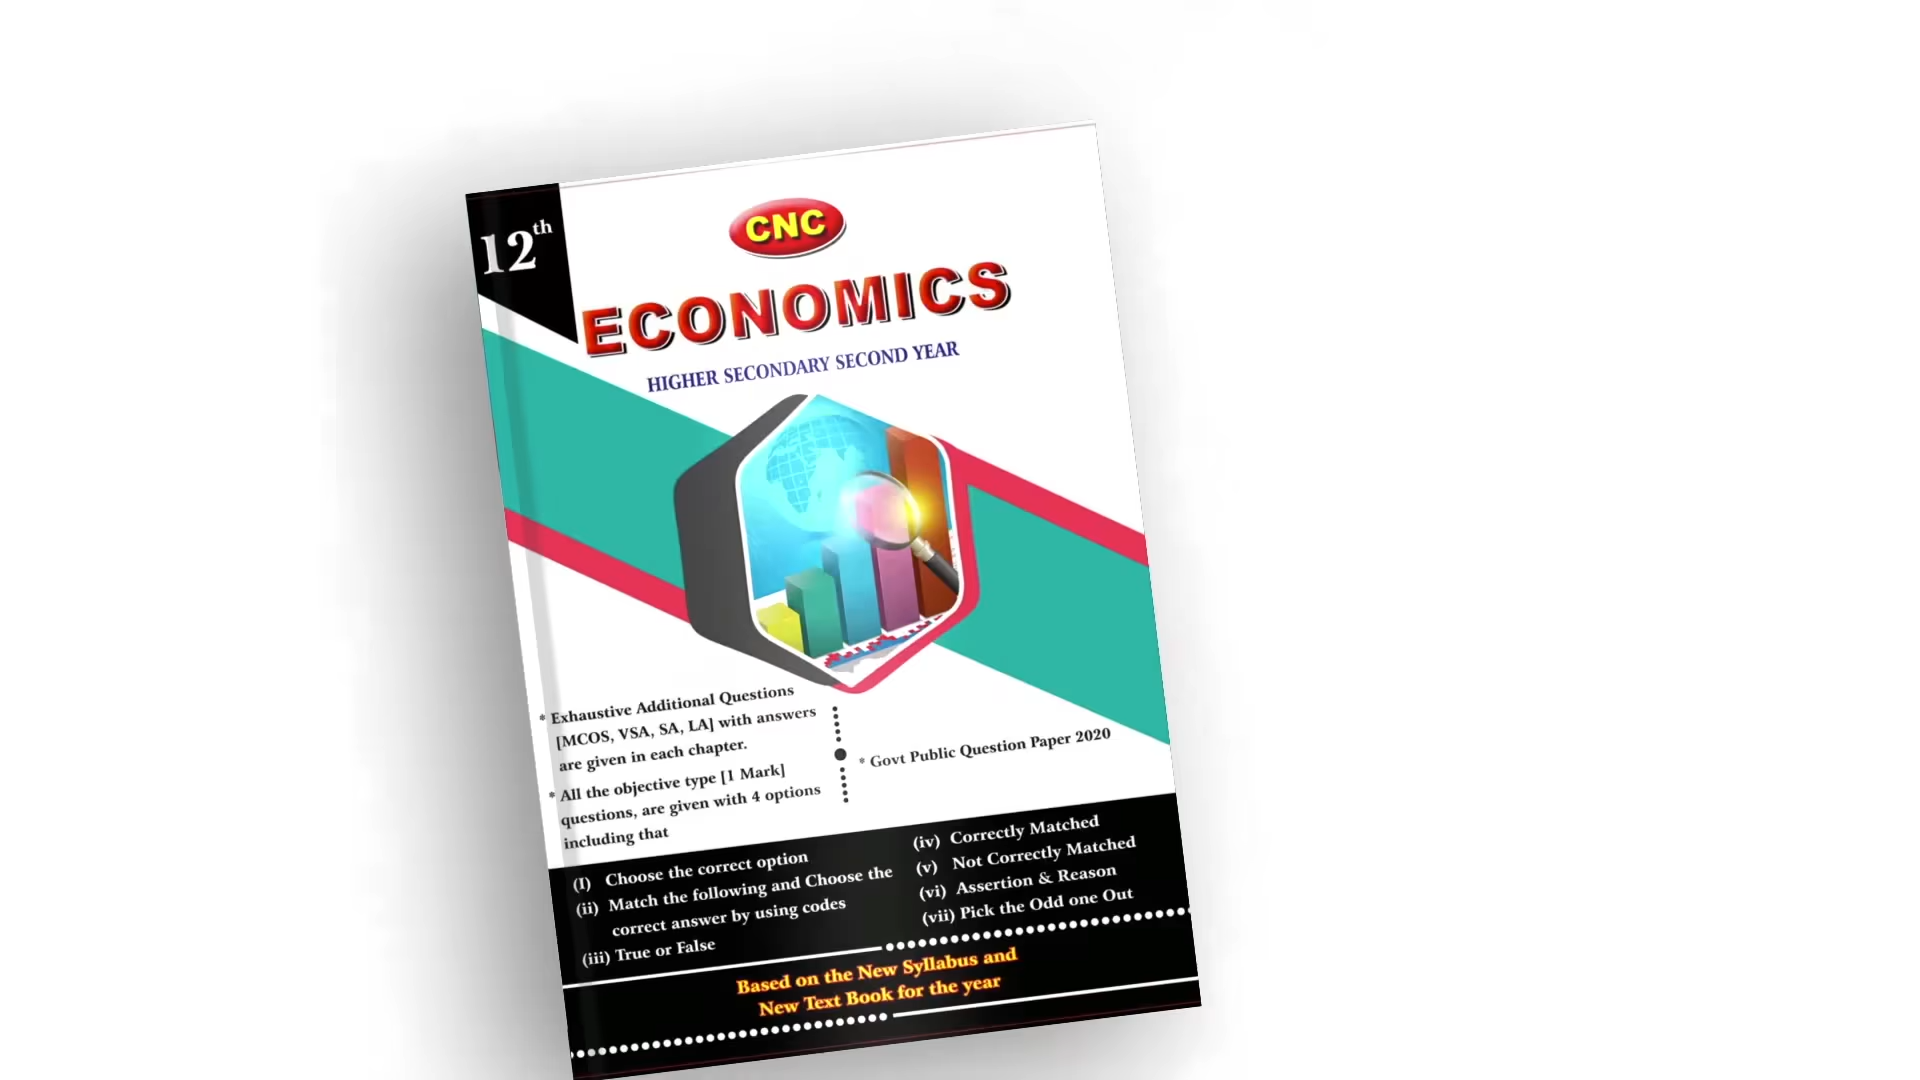 12th
CNC
ECONOMICS
HIGHER SECONDARY SECOND YEAR
* Exhaustive Additional Questions
[MCOS, VSA, SA, LA] with answers
are given in each chapter.
* All the objective type [1 Mark]
questions, are given with 4 options
including that
* Govt Public Question Paper 2020
(I) Choose the correct option
(ii) Match the following and Choose the
correct answer by using codes
(iii) True or False
(iv) Correctly Matched
(v) Not Correctly Matched
(vi) Assertion & Reason
(vii) Pick the Odd one Out
Based on the New Syllabus and
New Text Book for the year